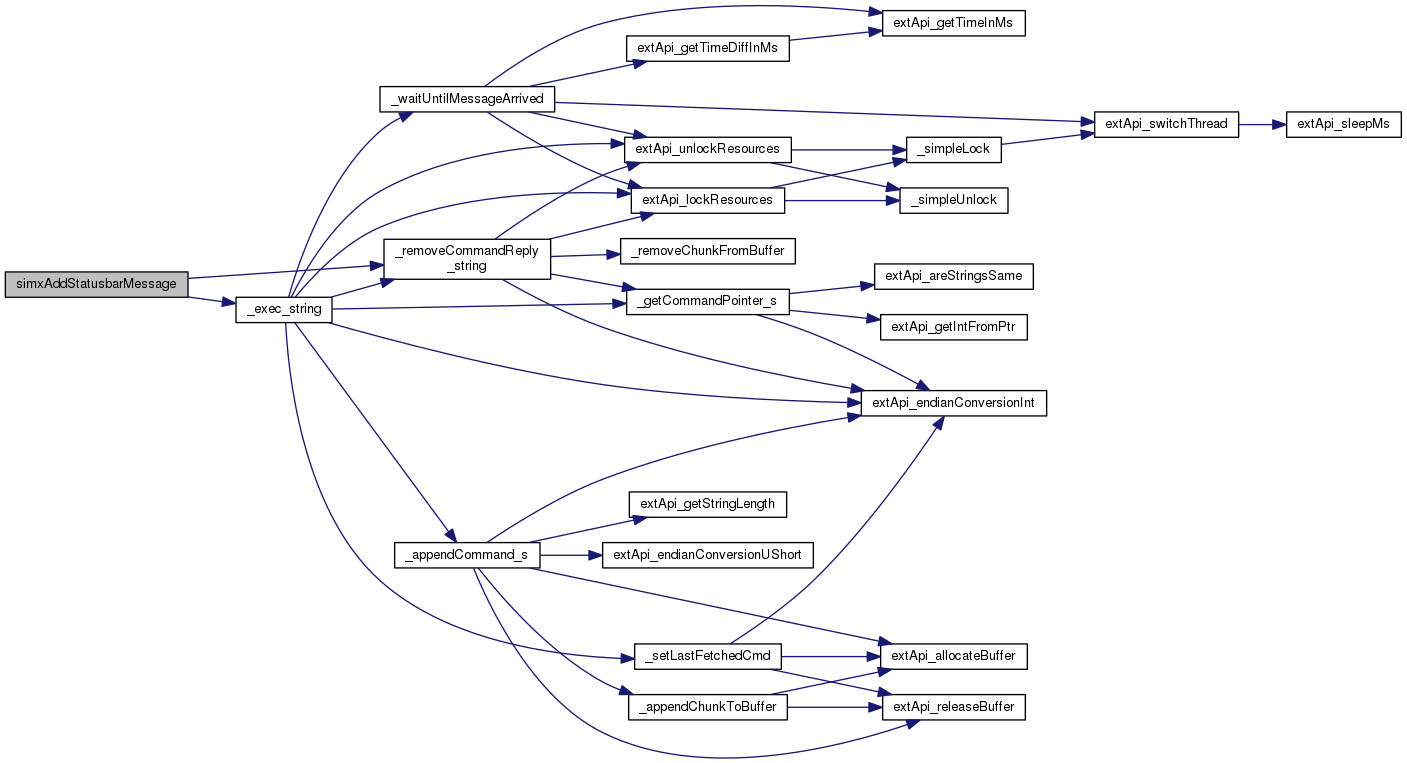 simxAddStatusbarMessage
_exec_string
_waitUntilMessageArrived
_removeCommandReply
_string
_appendCommand_s
extApi_getTimeDiffInMs
extApi_unlockResources
extApi_lockResources
_removeChunkFromBuffer
_getCommandPointer_s
extApi_getStringLength
extApi_endianConversionUShort
_setLastFetchedCmd
_appendChunkToBuffer
extApi_getTimeInMs
_simpleLock
_simpleUnlock
extApi_areStringsSame
extApi_getIntFromPtr
extApi_endianConversionInt
extApi_allocateBuffer
extApi_releaseBuffer
extApi_switchThread
extApi_sleepMs